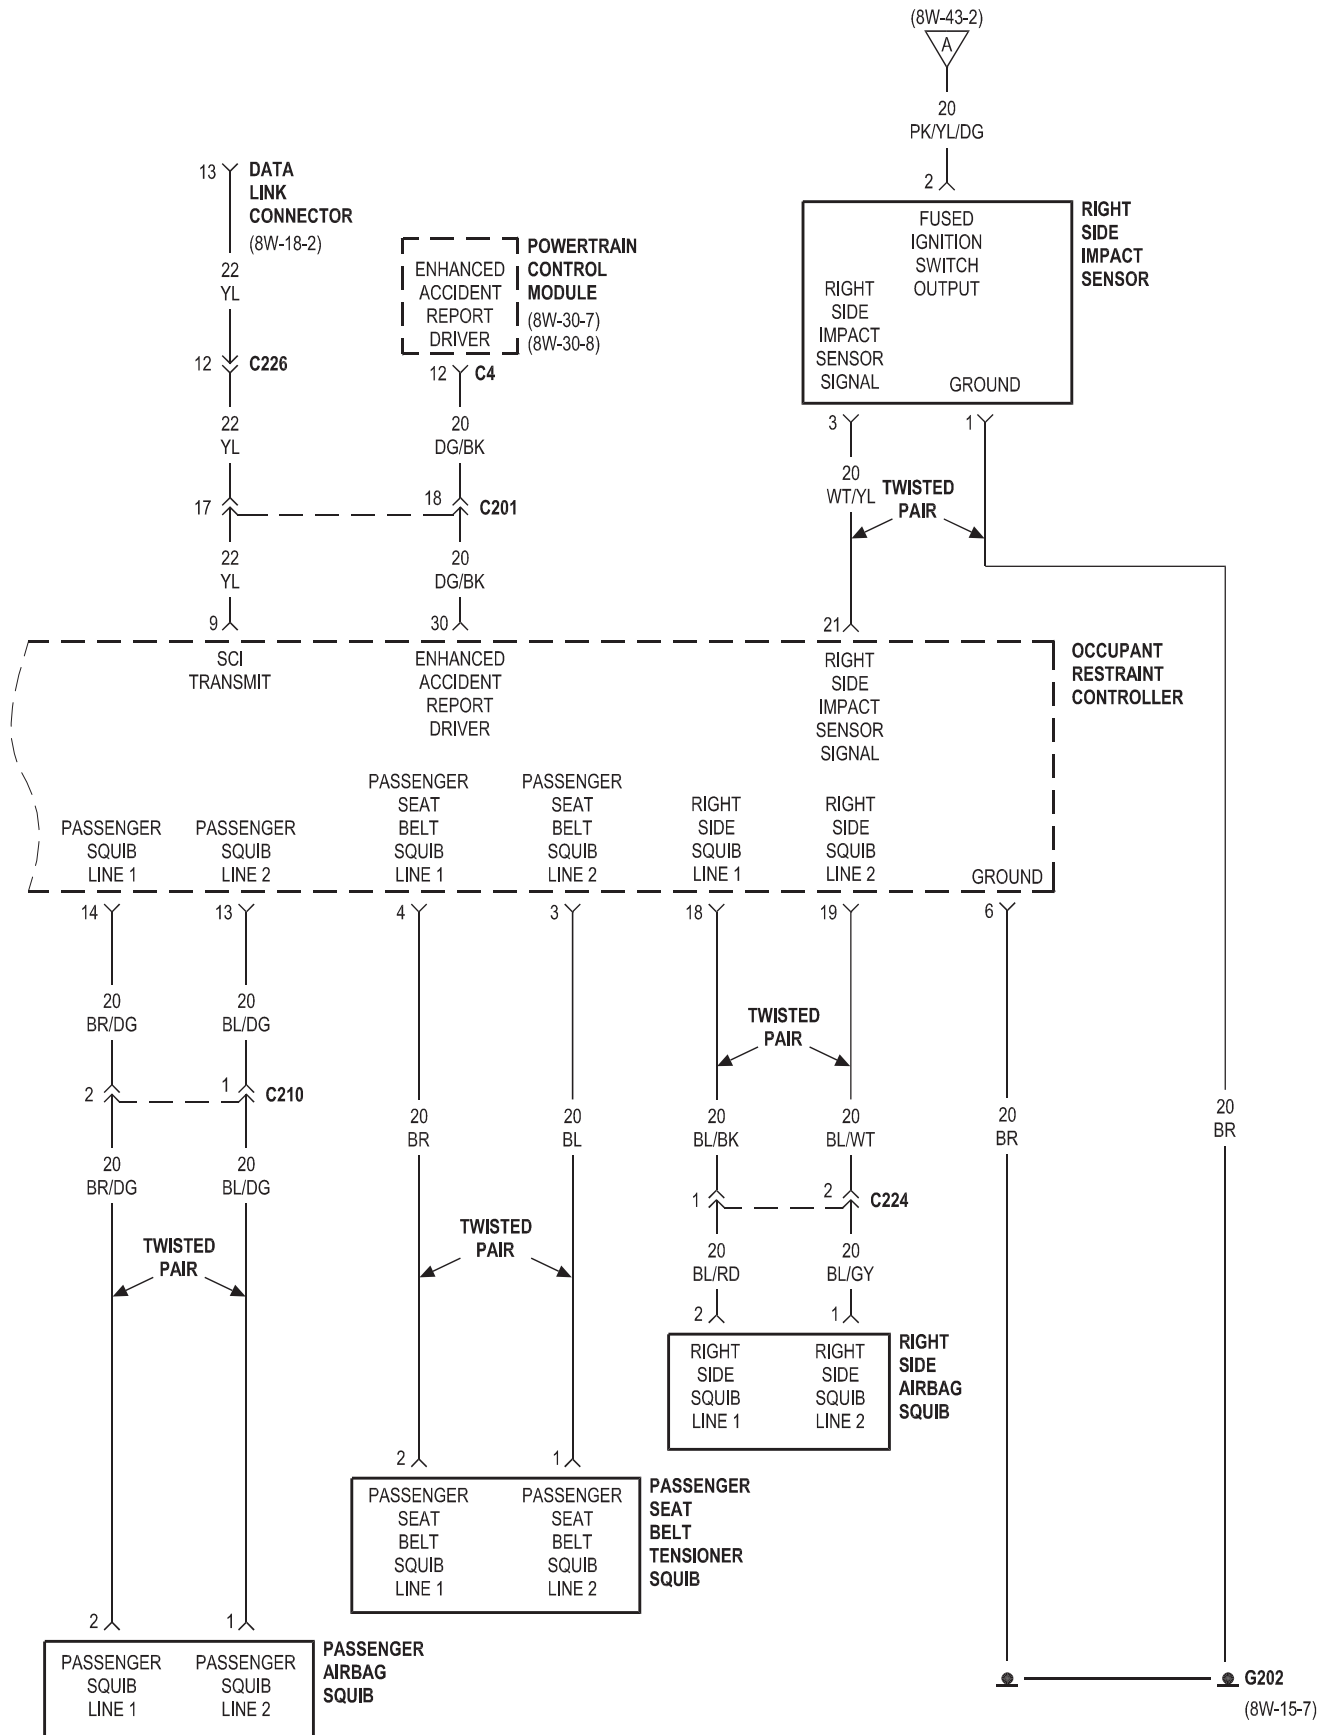 (8W-43-2)
A
20
PK/YL/DG
2
13
DATA
LINK
CONNECTOR
(8W-18-2)
22
YL
12
C226
22
YL
17
22
YL
9
ENHANCED
ACCIDENT
REPORT
DRIVER
POWERTRAIN
CONTROL
MODULE
(8W-30-7)
(8W-30-8)
12
C4
20
DG/BK
18
C201
20
DG/BK
30
FUSED
IGNITION
SWITCH
OUTPUT
RIGHT
SIDE
IMPACT
SENSOR
SIGNAL
GROUND
RIGHT
SIDE
IMPACT
SENSOR
3
1
20
WT/YL
TWISTED
PAIR
21
SCI
TRANSMIT
ENHANCED
ACCIDENT
REPORT
DRIVER
RIGHT
SIDE
IMPACT
SENSOR
SIGNAL
OCCUPANT
RESTRAINT
CONTROLLER
PASSENGER
SQUIB
LINE 1
PASSENGER
SQUIB
LINE 2
PASSENGER
SEAT
BELT
SQUIB
LINE 1
PASSENGER
SEAT
BELT
SQUIB
LINE 2
RIGHT
SIDE
SQUIB
LINE 1
RIGHT
SIDE
SQUIB
LINE 2
GROUND
14
13
4
3
18
19
6
20
BR/DG
20
BL/DG
2
1
C210
20
BR/DG
20
BL/DG
TWISTED
PAIR
20
BR
20
BL
TWISTED
PAIR
TWISTED
PAIR
20
BL/BK
20
BL/WT
1
2
C224
20
BL/RD
20
BL/GY
2
1
20
BR
20
BR
RIGHT
SIDE
SQUIB
LINE 1
RIGHT
SIDE
SQUIB
LINE 2
RIGHT
SIDE
AIRBAG
SQUIB
2
1
PASSENGER
SEAT
BELT
SQUIB
LINE 1
PASSENGER
SEAT
BELT
SQUIB
LINE 2
PASSENGER
SEAT
BELT
TENSIONER
SQUIB
2
1
PASSENGER
SQUIB
LINE 1
PASSENGER
SQUIB
LINE 2
PASSENGER
AIRBAG
SQUIB
G202
(8W-15-7)